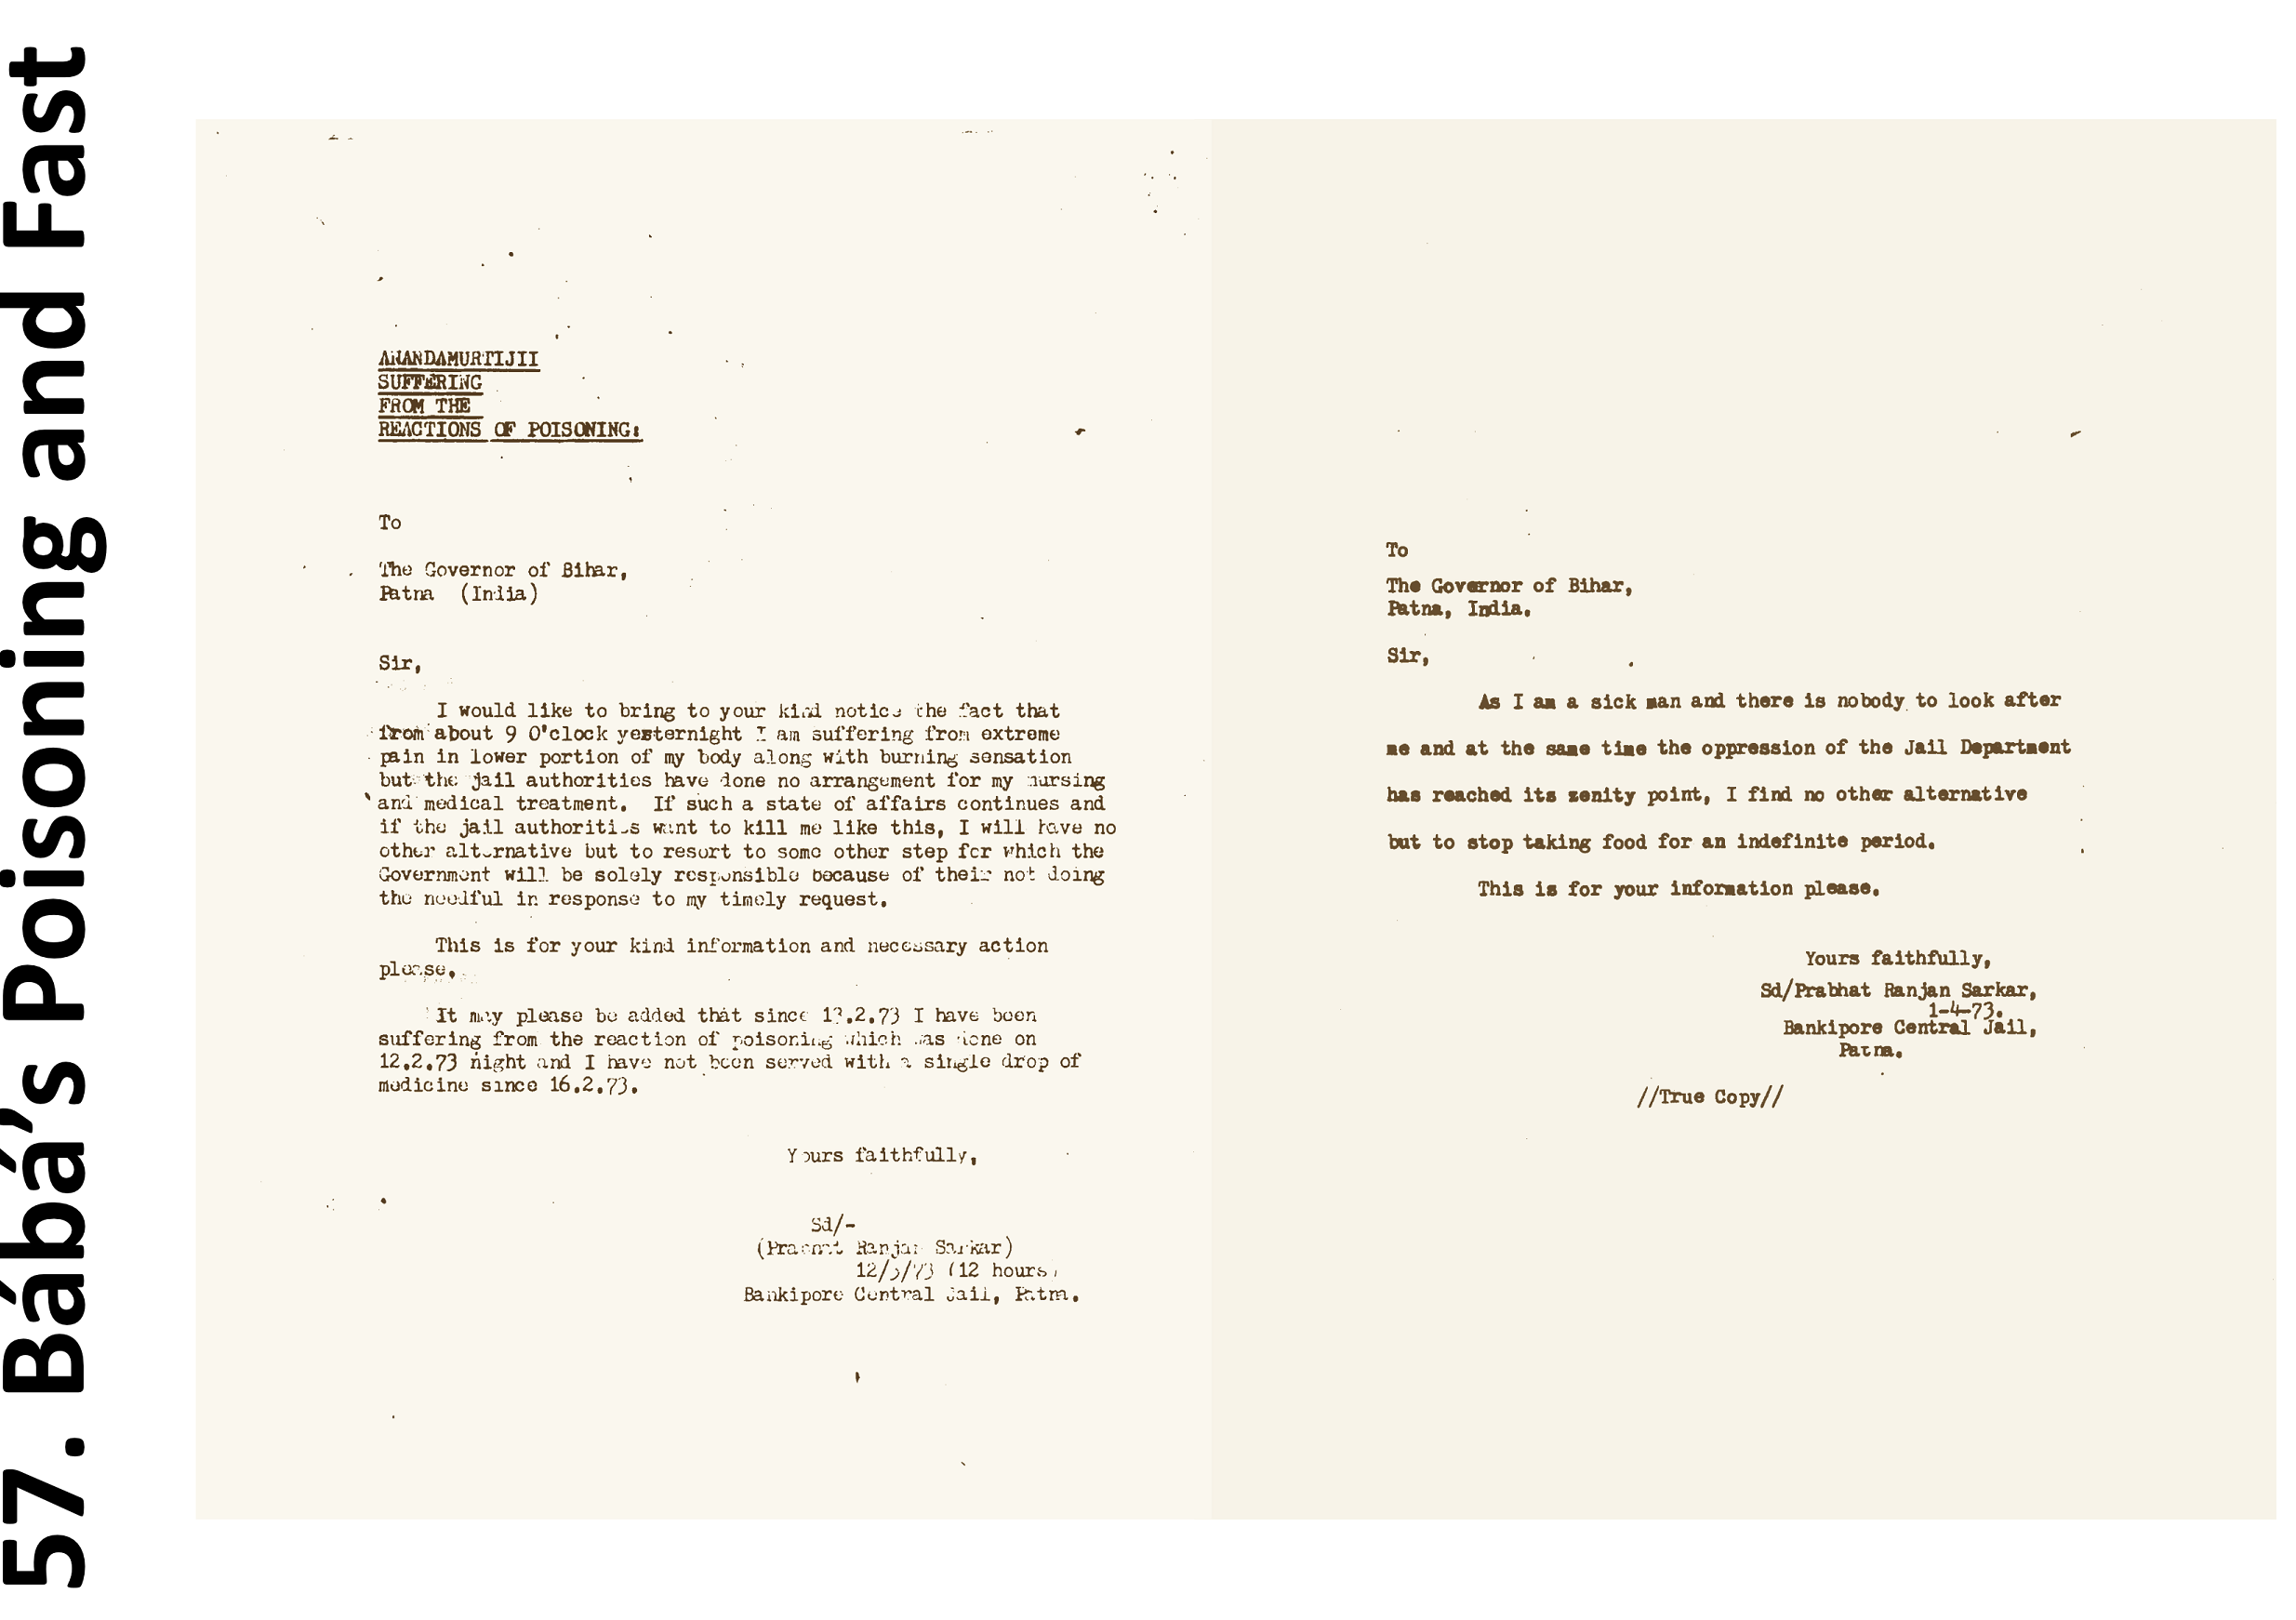 57. Bábá’s Poisoning and Fast
ANANDAMURTIJII
SUFFERING
FROM THE
REACTIONS OF POISONING:
To
The Governor of Bihar,
Patna (India)
Sir,
I would like to bring to your kind notice the fact that
from about 9 O'clock yesternight I am suffering from extreme
pain in lower portion of my body along with burning sensation
but the jail authorities have done no arrangement for my nursing
and medical treatment. If such a state of affairs continues and
if the jail authorities want to kill me like this, I will have no
other alternative but to resort to some other step for which the
Government will be solely responsible because of their not doing
the needful in response to my timely request.
This is for your kind information and necessary action
please.
It may please be added that since I have been
suffering from the reaction of poisoning which was done on
12.2.73 night and I have not been served with a single drop of
medicine since 16.2.73.
Yours faithfully,
Sd/-
Ranjan Sarkar)
(12 hours)
Bankipore Central Jail, Patna.
To
The Governor of Bihar,
Patna, India.
Sir,
As I am a sick man and there is nobody to look after
me and at the same time the oppression of the Jail Department
has reached its zenity point, I find no other alternative
but to stop taking food for an indefinite period.
This is for your information please.
Yours faithfully,
Sd/Prabhat Ranjan Sarkar,
1-4-73.
Bankipore Central Jail,
Patna.
//True Copy//